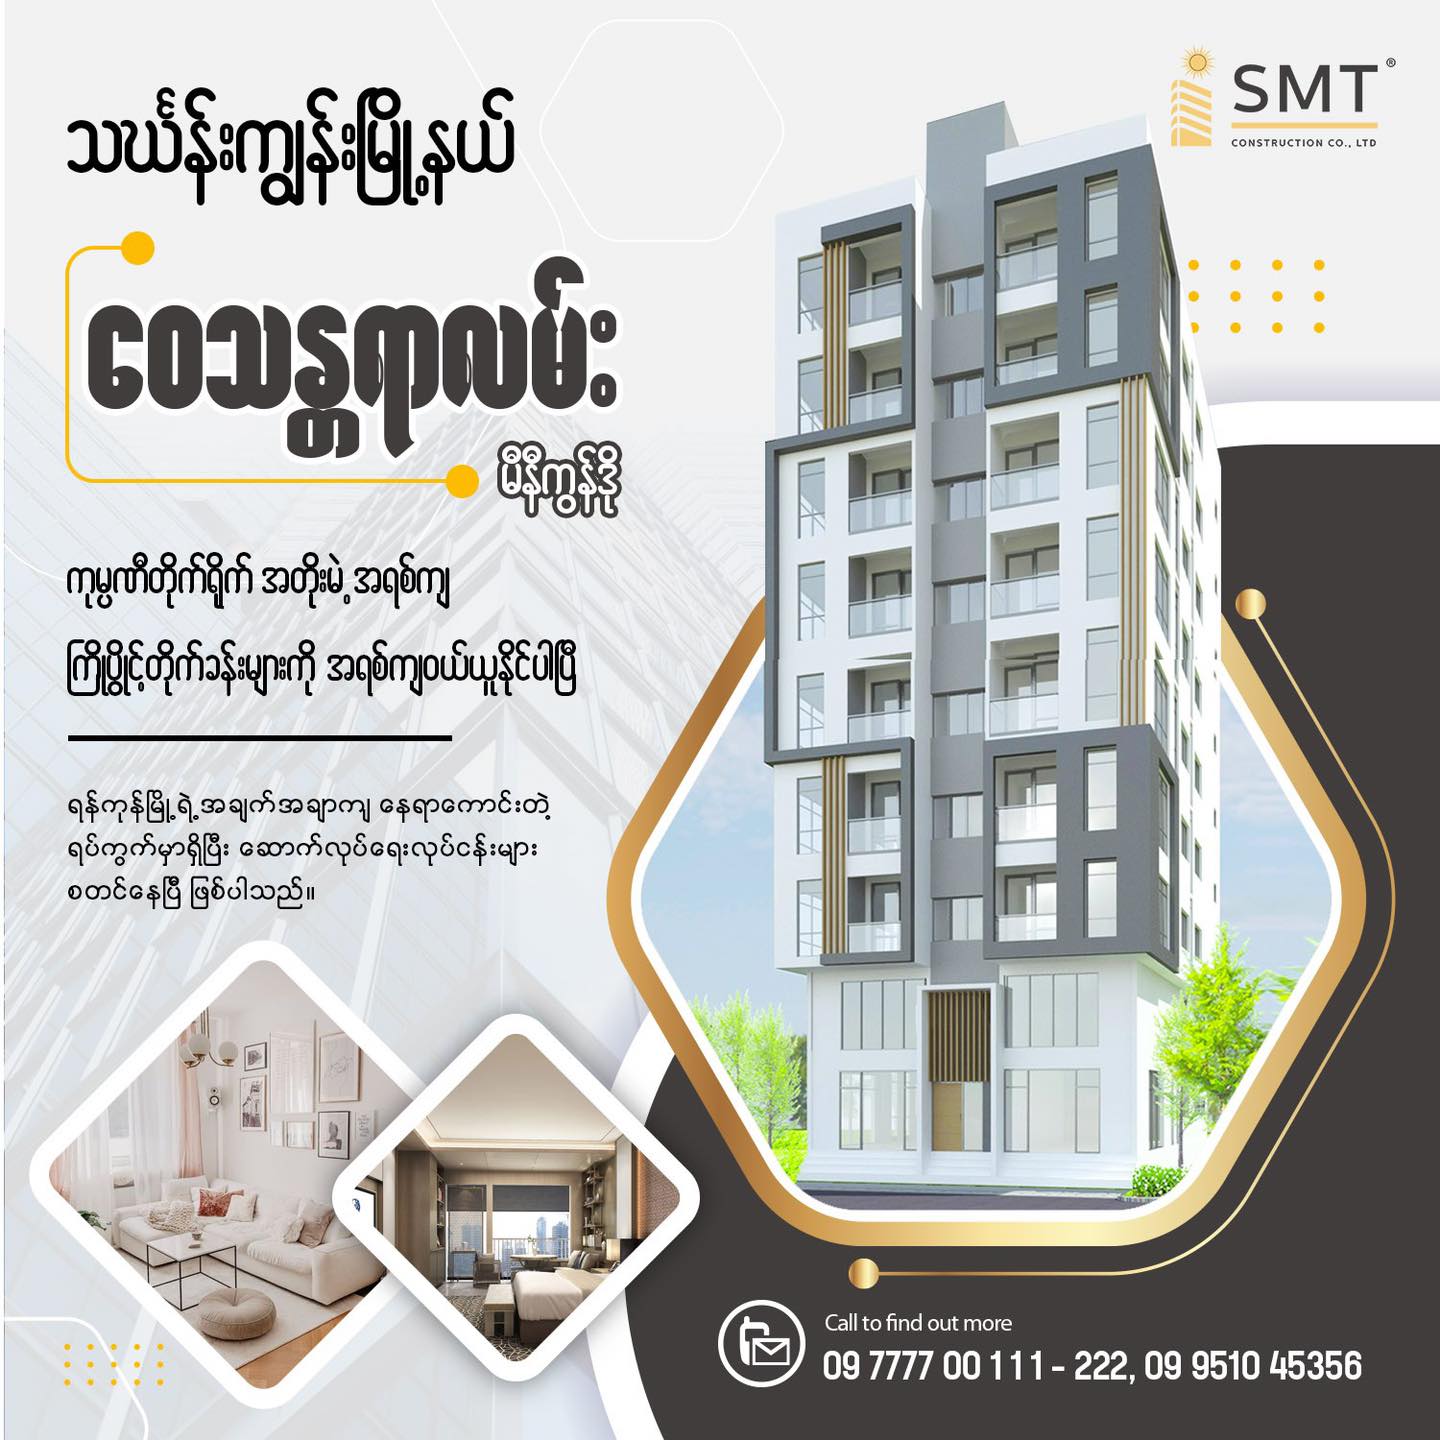 သင်္ဃန်းကျွန်းမြို့နယ်
SMT®
CONSTRUCTION CO., LTD
ဝေသန္တရာလမ်း
မီနီကွန်ဒို
ကုမ္ပဏီတိုက်ရိုက် အတိုးမဲ့ အရစ်ကျ
ကြိုပွိုင့်တိုက်ခန်းများကို အရစ်ကျဝယ်ယူနိုင်ပါပြီ
ရန်ကုန်မြို့ရဲ့အချက်အချာကျ နေရာကောင်းတဲ့
ရပ်ကွက်မှာရှိပြီး ဆောက်လုပ်ရေးလုပ်ငန်းများ
စတင်နေပြီ ဖြစ်ပါသည်။
Call to find out more
09 7777 00 111 - 222, 09 9510 45356